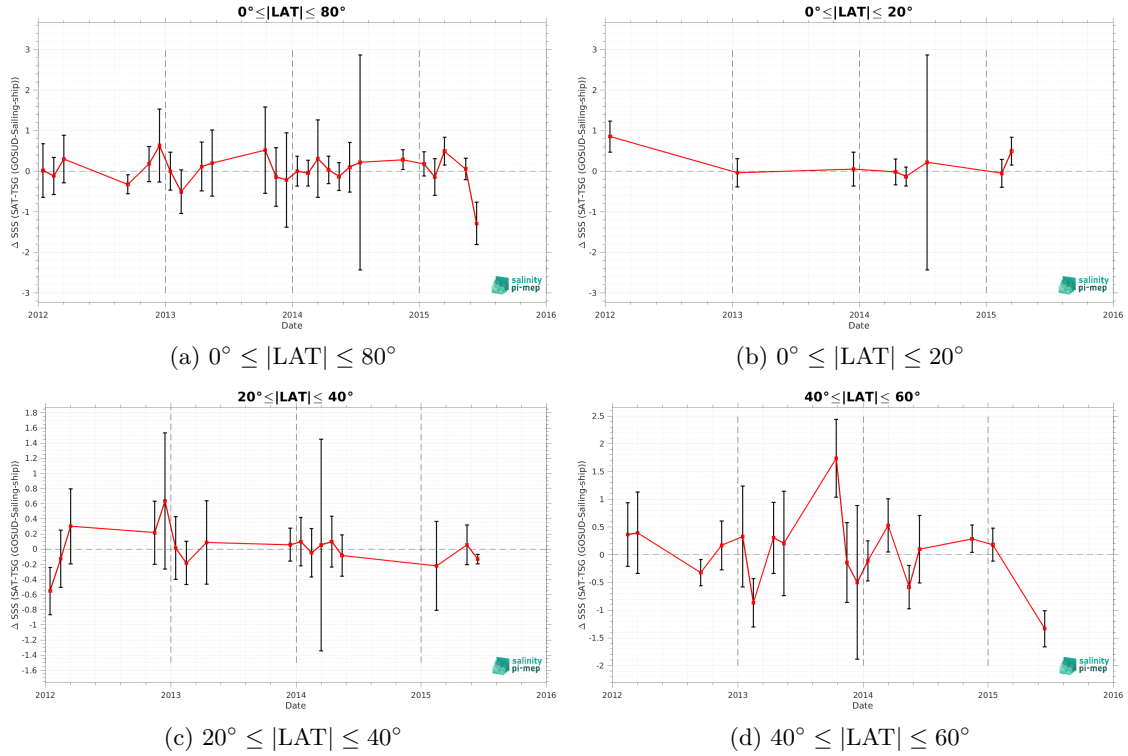 0°≤|LAT|≤ 80°
Δ SSS (SAT-TSG (GOSUD-Sailing-ship))
3
2
1
0
-1
-2
-3
2012
2013
2014
2015
2016
Date
salinity
pi-mep
(a) 0° ≤ |LAT| ≤ 80°
0°≤|LAT|≤ 20°
Δ SSS (SAT-TSG (GOSUD-Sailing-ship))
3
2
1
0
-1
-2
-3
2012
2013
2014
2015
2016
Date
salinity
pi-mep
(b) 0° ≤ |LAT| ≤ 20°
20°≤|LAT|≤ 40°
Δ SSS (SAT-TSG (GOSUD-Sailing-ship))
1.8
1.6
1.4
1.2
1
0.8
0.6
0.4
0.2
0
-0.2
-0.4
-0.6
-0.8
-1
-1.2
-1.4
-1.6
2012
2013
2014
2015
2016
Date
salinity
pi-mep
(c) 20° ≤ |LAT| ≤ 40°
40°≤|LAT|≤ 60°
Δ SSS (SAT-TSG (GOSUD-Sailing-ship))
2.5
2
1.5
1
0.5
0
-0.5
-1
-1.5
-2
2012
2013
2014
2015
2016
Date
salinity
pi-mep
(d) 40° ≤ |LAT| ≤ 60°